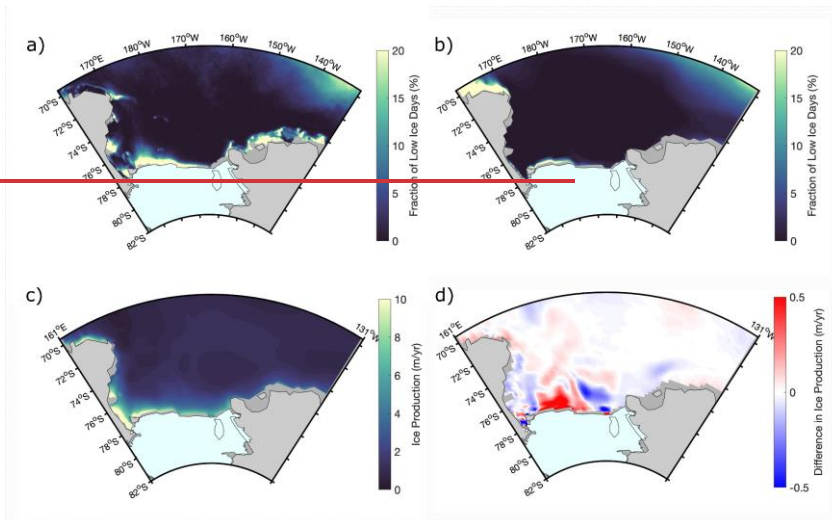 a)
170°E
180°W
170°W
160°W
150°W
140°W
70°S
72°S
74°S
76°S
78°S
80°S
82°S
20
15
10
5
0
Fraction of Low Ice Days (%)
b)
170°E
180°W
170°W
160°W
150°W
140°W
70°S
72°S
74°S
76°S
78°S
80°S
82°S
20
15
10
5
0
Fraction of Low Ice Days (%)
c)
161°E
131°W
70°S
72°S
74°S
76°S
78°S
80°S
82°S
10
8
6
4
2
0
Ice Production (m/yr)
d)
161°E
131°W
70°S
72°S
74°S
76°S
78°S
80°S
82°S
0.5
0
-0.5
Difference in Ice Production (m/yr)